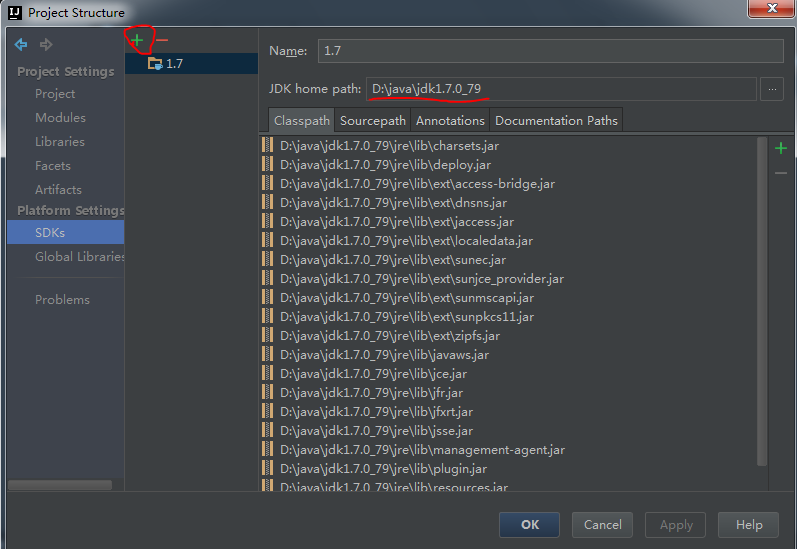 IJ Project Structure
Project Settings
Project
Modules
Libraries
Facets
Artifacts
Platform Settings
SDKs
Global Libraries
Problems
1.7
Name: 1.7
JDK home path: D:\java\jdk1.7.0_79 ...
Classpath Sourcepath Annotations Documentation Paths
D:\java\jdk1.7.0_79\jre\lib\charsets.jar
D:\java\jdk1.7.0_79\jre\lib\deploy.jar
D:\java\jdk1.7.0_79\jre\lib\ext\access-bridge.jar
D:\java\jdk1.7.0_79\jre\lib\ext\dnsns.jar
D:\java\jdk1.7.0_79\jre\lib\ext\jaccess.jar
D:\java\jdk1.7.0_79\jre\lib\ext\localedata.jar
D:\java\jdk1.7.0_79\jre\lib\ext\sunec.jar
D:\java\jdk1.7.0_79\jre\lib\ext\sunjce_provider.jar
D:\java\jdk1.7.0_79\jre\lib\ext\sunmscapi.jar
D:\java\jdk1.7.0_79\jre\lib\ext\sunpkcs11.jar
D:\java\jdk1.7.0_79\jre\lib\ext\zipfs.jar
D:\java\jdk1.7.0_79\jre\lib\javaws.jar
D:\java\jdk1.7.0_79\jre\lib\jce.jar
D:\java\jdk1.7.0_79\jre\lib\jfr.jar
D:\java\jdk1.7.0_79\jre\lib\jfxrt.jar
D:\java\jdk1.7.0_79\jre\lib\jsse.jar
D:\java\jdk1.7.0_79\jre\lib\management-agent.jar
D:\java\jdk1.7.0_79\jre\lib\plugin.jar
D:\java\jdk1.7.0_79\jre\lib\resources.jar
OK Cancel Apply Help